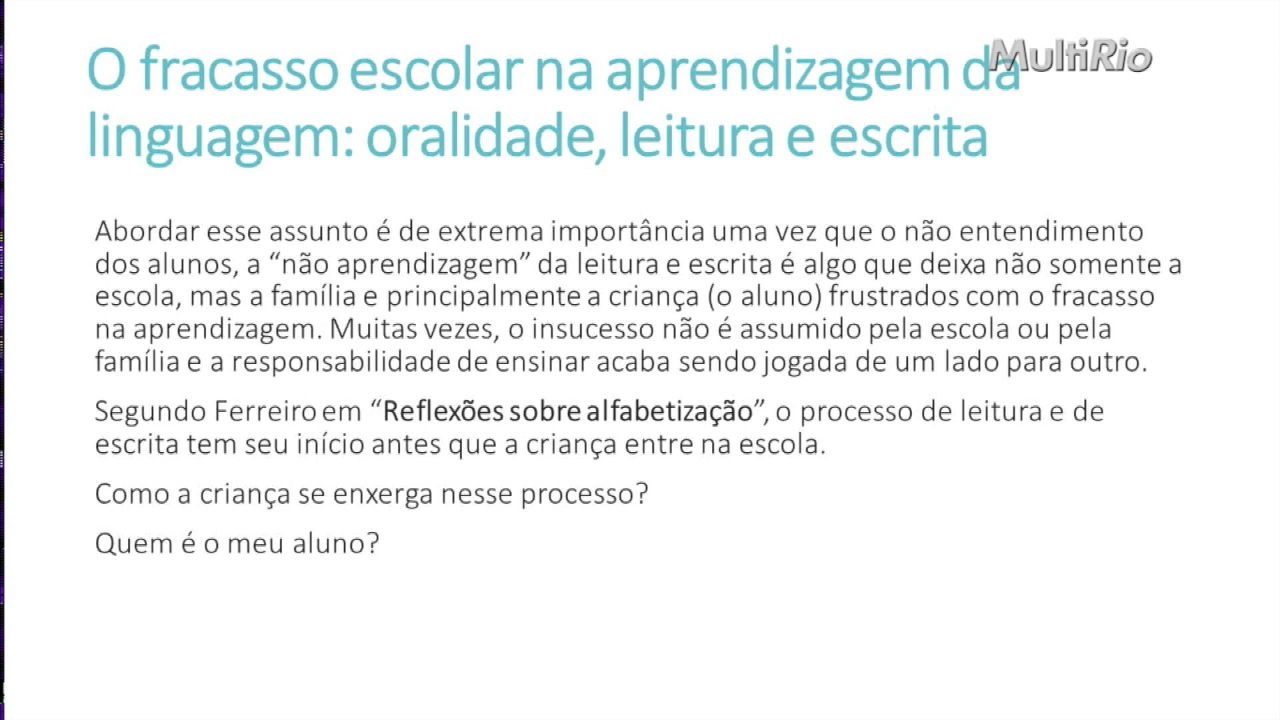 O fracasso escolar na aprendizagem da
MultiRio
linguagem: oralidade, leitura e escrita
Abordar esse assunto é de extrema importância uma vez que o não entendimento
dos alunos, a “não aprendizagem” da leitura e escrita é algo que deixa não somente a
escola, mas a família e principalmente a criança (o aluno) frustrados com o fracasso
na aprendizagem. Muitas vezes, o insucesso não é assumido pela escola ou pela
família e a responsabilidade de ensinar acaba sendo jogada de um lado para outro.
Segundo Ferreiro em “Reflexões sobre alfabetização”, o processo de leitura e de
escrita tem seu início antes que a criança entre na escola.
Como a criança se enxerga nesse processo?
Quem é o meu aluno?